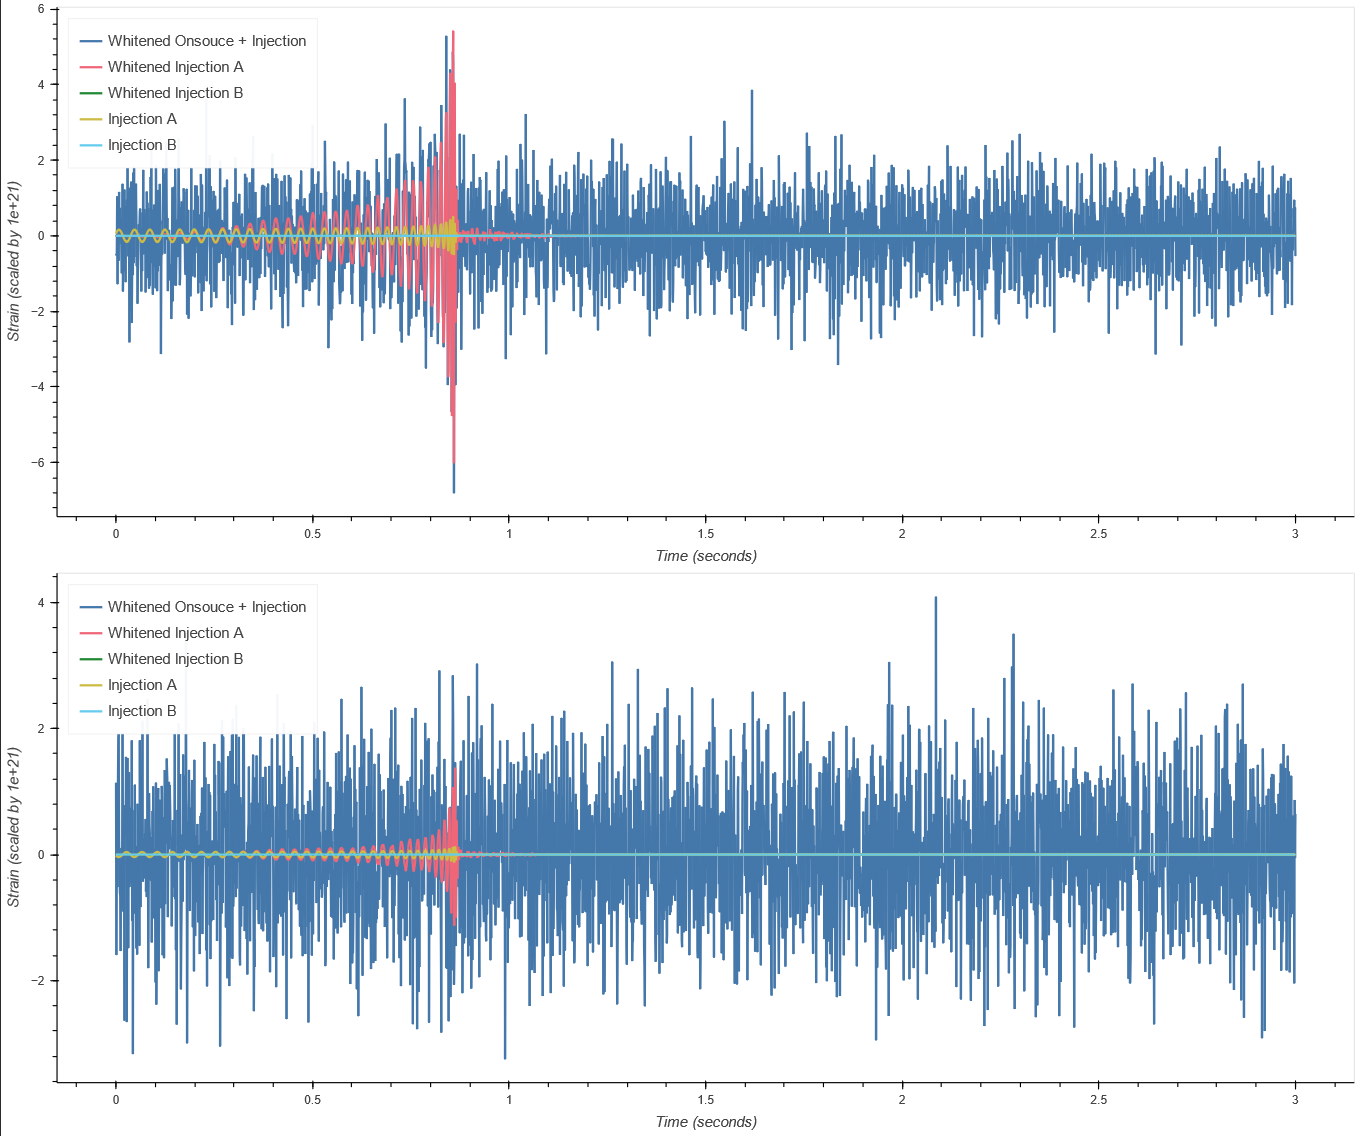 6
4
2
0
−2
−4
−6
Strain (scaled by 1e+21)
Whitened Onsouce + Injection
Whitened Injection A
Whitened Injection B
Injection A
Injection B
0 0.5 1 1.5 2 2.5 3
Time (seconds)
4
2
0
−2
Strain (scaled by 1e+21)
Whitened Onsouce + Injection
Whitened Injection A
Whitened Injection B
Injection A
Injection B
0 0.5 1 1.5 2 2.5 3
Time (seconds)